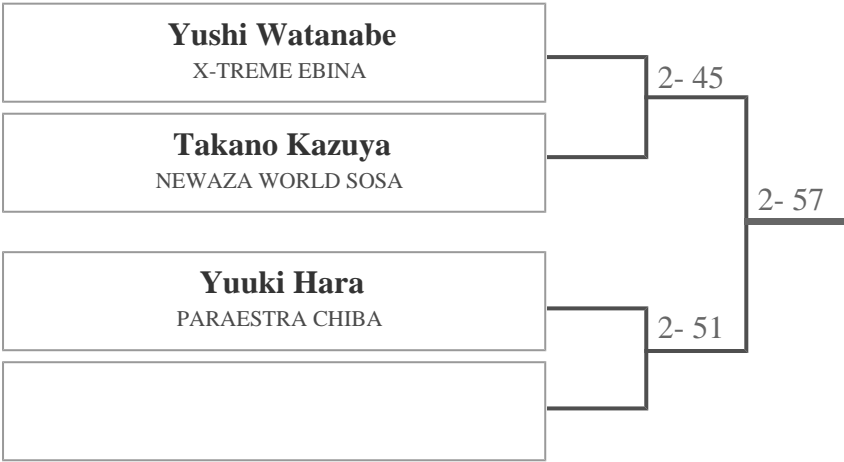 Yushi Watanabe
X-TREME EBINA
2- 45
Takano Kazuya
NEWAZA WORLD SOSA
2- 57
Yuuki Hara
PARAESTRA CHIBA
2- 51